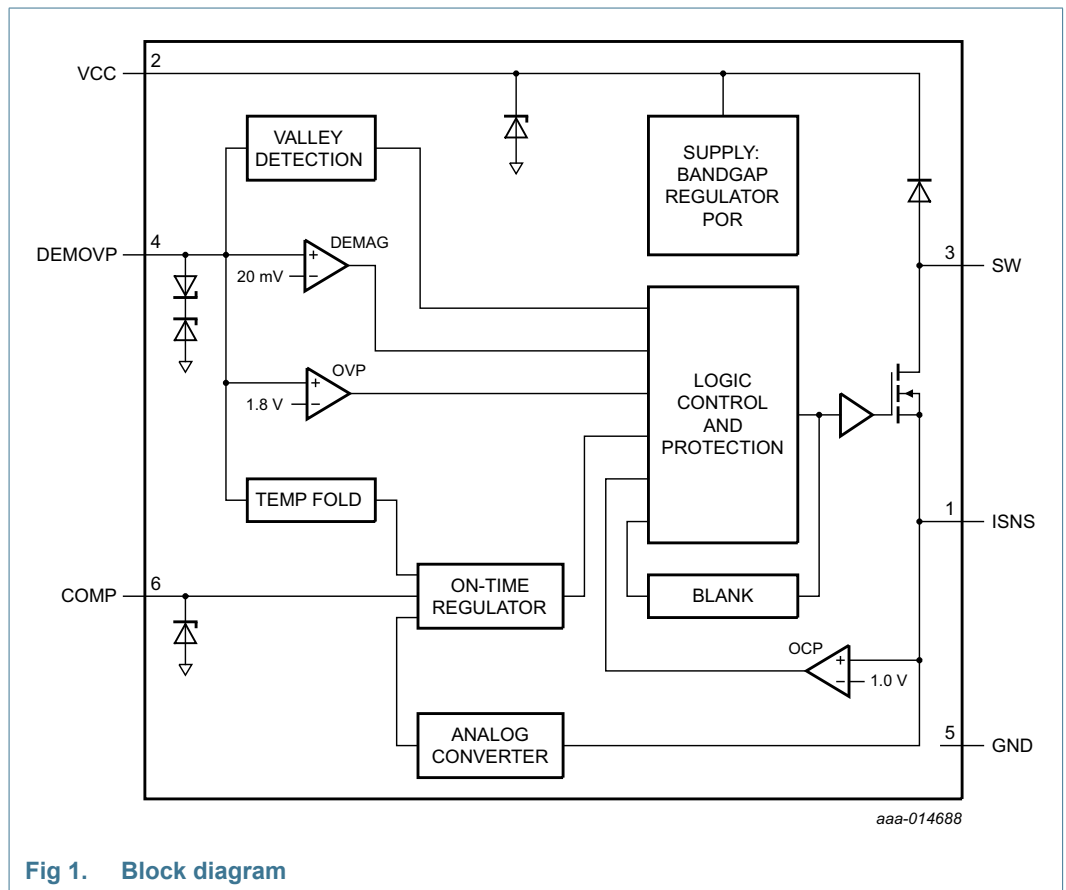 2
VCC
VALLEY
DETECTION
SUPPLY:
BANDGAP
REGULATOR
POR
4
DEMOVP
DEMAG
+
20 mV
−
3
SW
OVP
+
1.8 V
−
LOGIC
CONTROL
AND
PROTECTION
TEMP FOLD
1
ISNS
6
COMP
ON-TIME
REGULATOR
BLANK
OCP
+
− 1.0 V
ANALOG
CONVERTER
5
GND
aaa-014688
Fig 1. Block diagram